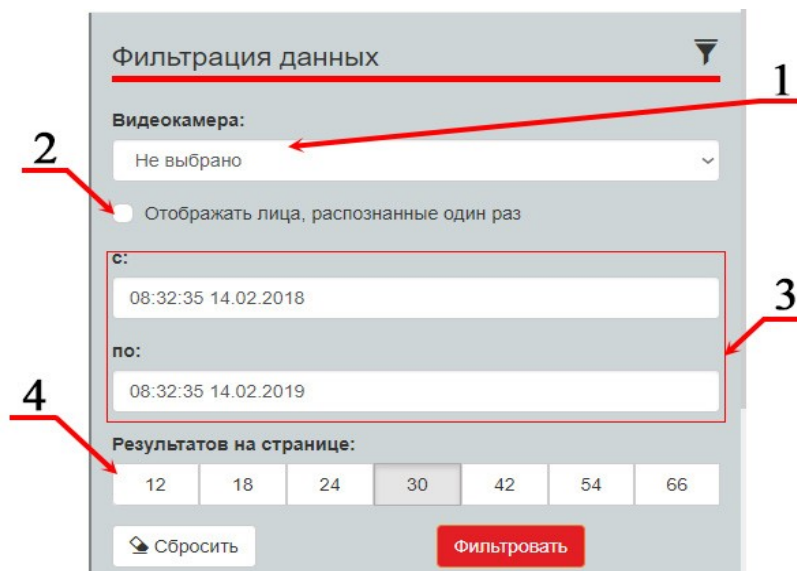 Фильтрация данных
1
Видеокамера:
2
Не выбрано
Отображать лица, распознанные один раз
с:
08:32:35 14.02.2018
3
по:
08:32:35 14.02.2019
4
Результатов на странице:
12 18 24 30 42 54 66
Сбросить Фильтровать